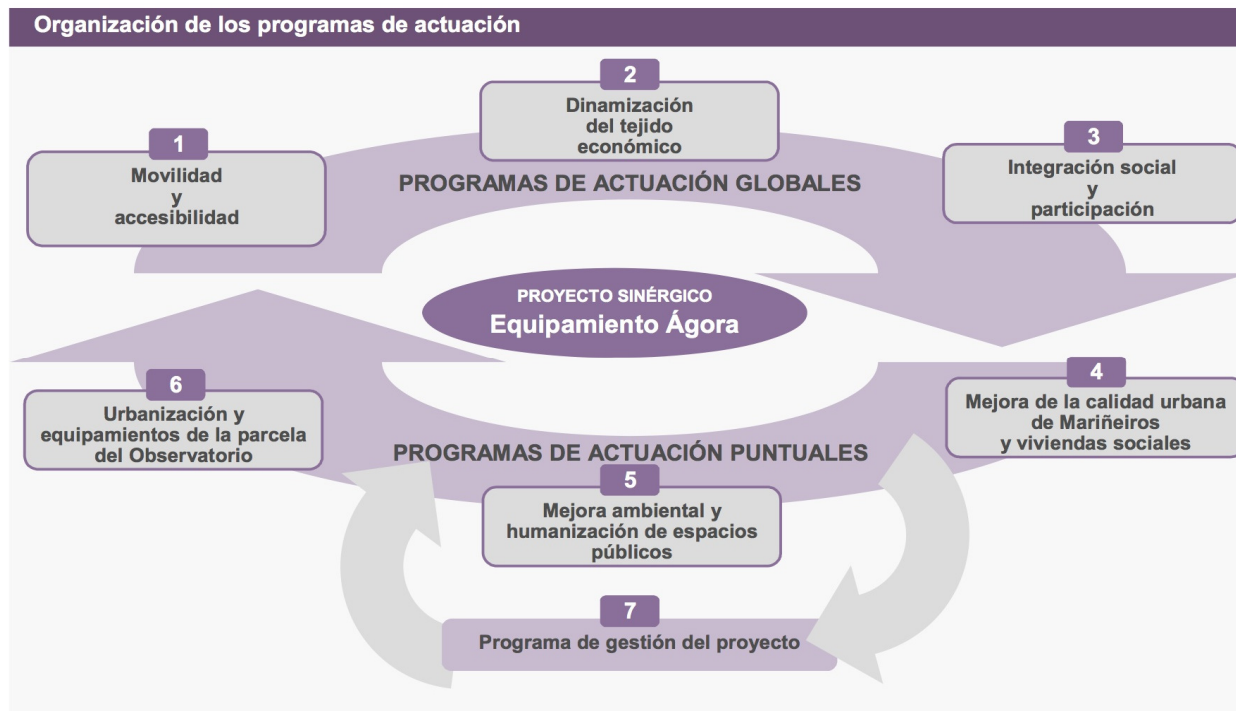 Organización de los programas de actuación
1
Movilidad
y
accesibilidad
2
Dinamización
del tejido
económico
3
Integración social
y
participación
PROGRAMAS DE ACTUACIÓN GLOBALES
PROYECTO SINÉRGICO
Equipamiento Ágora
6
Urbanización y
equipamientos de la parcela
del Observatorio
4
Mejora de la calidad urbana
de Mariñeiros
y viviendas sociales
PROGRAMAS DE ACTUACIÓN PUNTUALES
5
Mejora ambiental y
humanización de espacios
públicos
7
Programa de gestión del proyecto